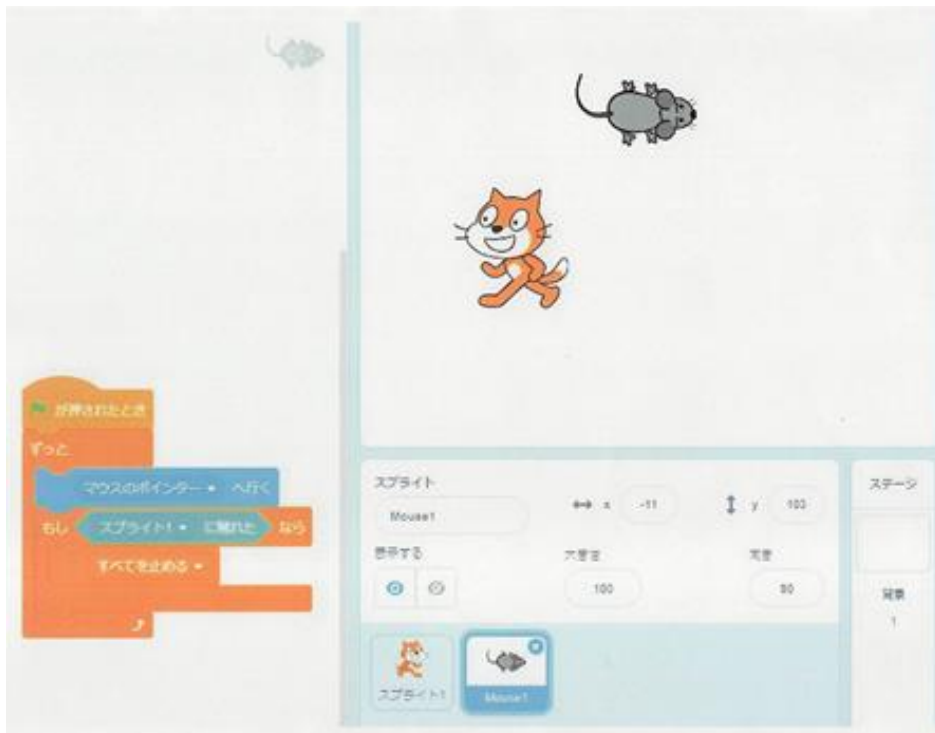 が押されたとき
ずっと
マウスのポインター へ行く
もし スプライト1 に触れた なら
すべてを止める
スプライト
Mouse1
x -11
y 103
表示する
大きさ
100
向き
90
スプライト1
Mouse1
ステージ
背景
1